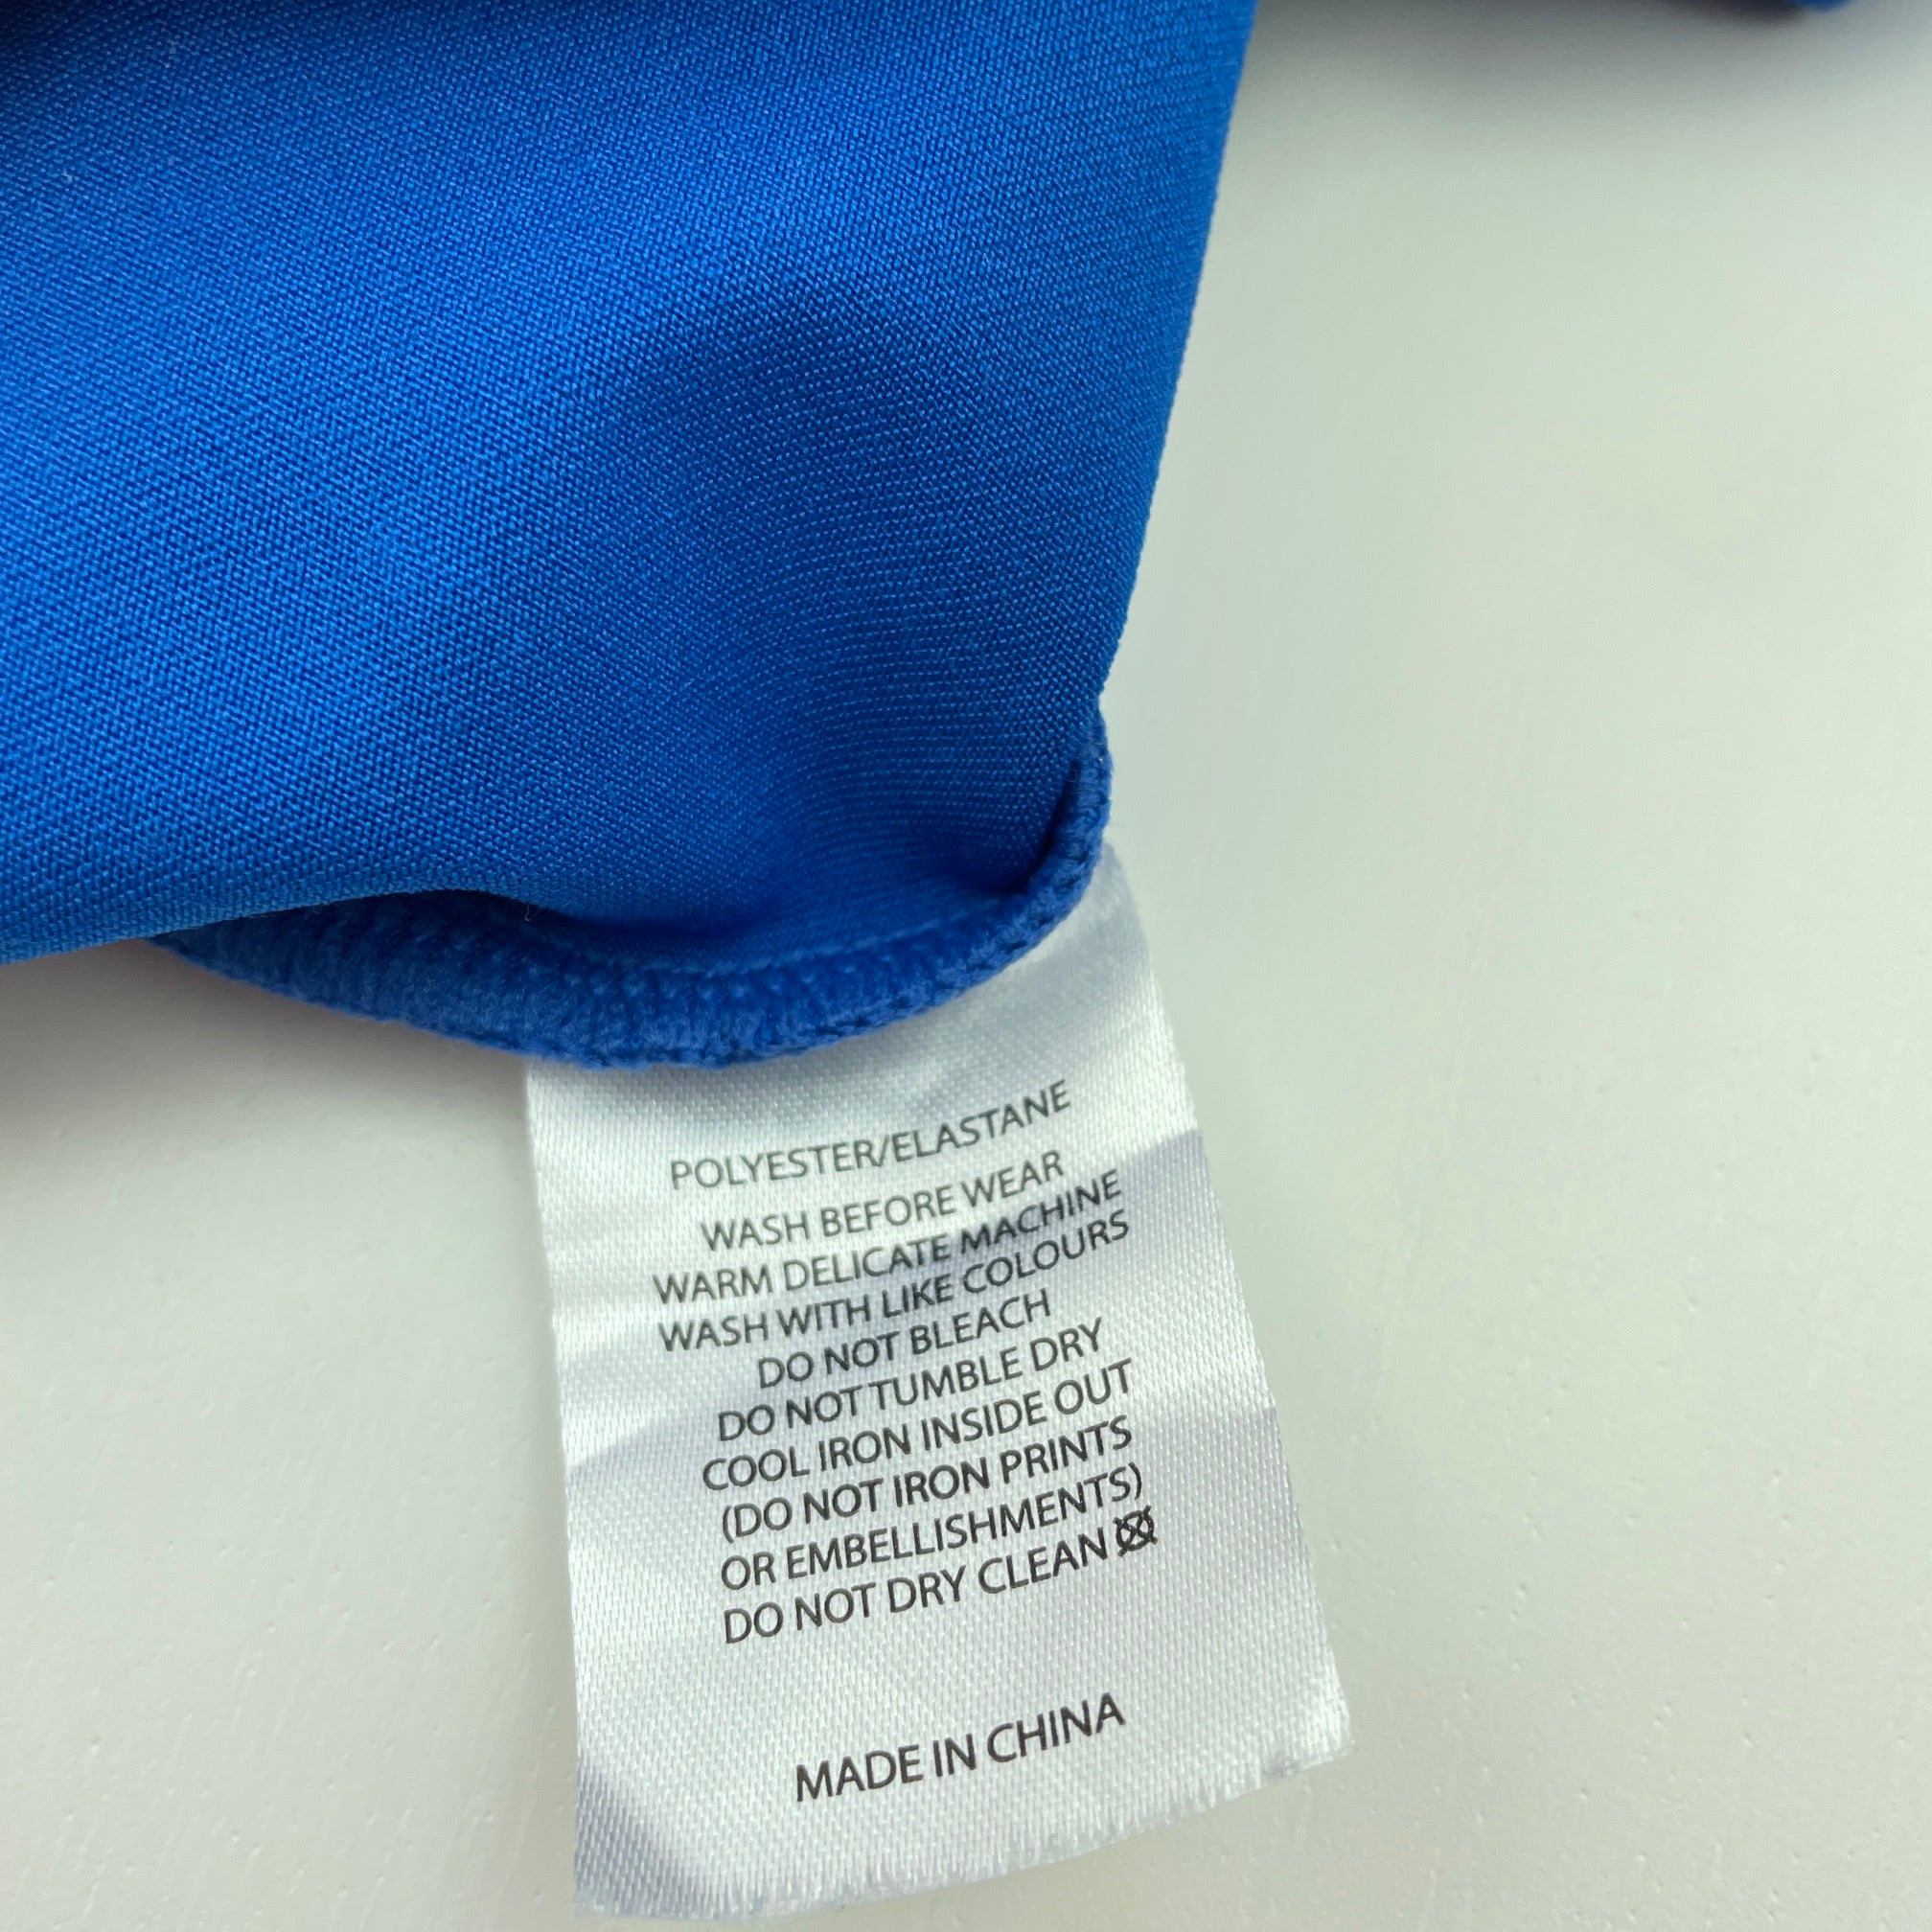 POLYESTER/ELASTANE
WASH BEFORE WEAR
WARM DELICATE MACHINE
WASH WITH LIKE COLOURS
DO NOT BLEACH
DO NOT TUMBLE DRY
COOL IRON INSIDE OUT
(DO NOT IRON PRINTS
OR EMBELLISHMENTS)
DO NOT DRY CLEAN
MADE IN CHINA